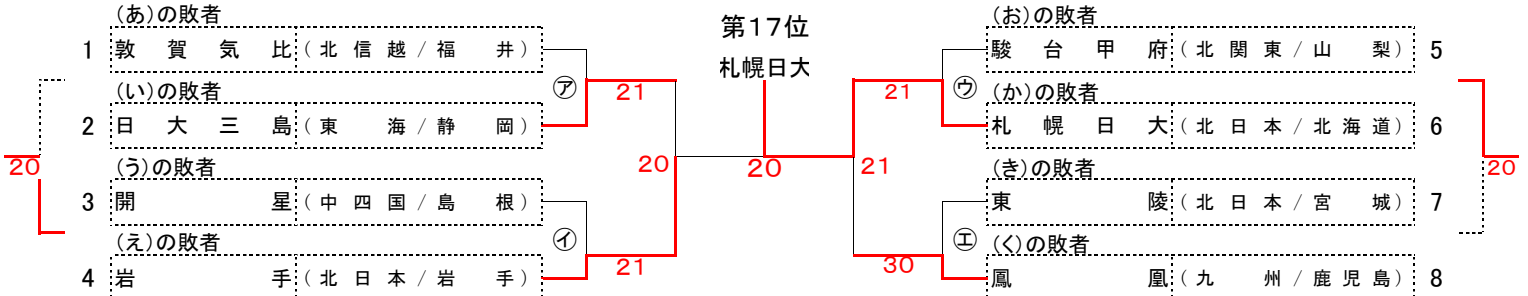 (あ)の敗者
1 敦賀気比(北信越/福井)
(い)の敗者
㋐
21
2 日大三島(東海/静岡)
(う)の敗者
20
20
3 開星(中四国/島根)
(え)の敗者
㋑
21
4 岩手(北日本/岩手)
第17位
札幌日大
20
(お)の敗者
駿台甲府(北関東/山梨) 5
(か)の敗者
㋒
21
札幌日大(北日本/北海道) 6
(き)の敗者
21
20
東陵(北日本/宮城) 7
(く)の敗者
㋓
30
鳳凰(九州/鹿児島) 8